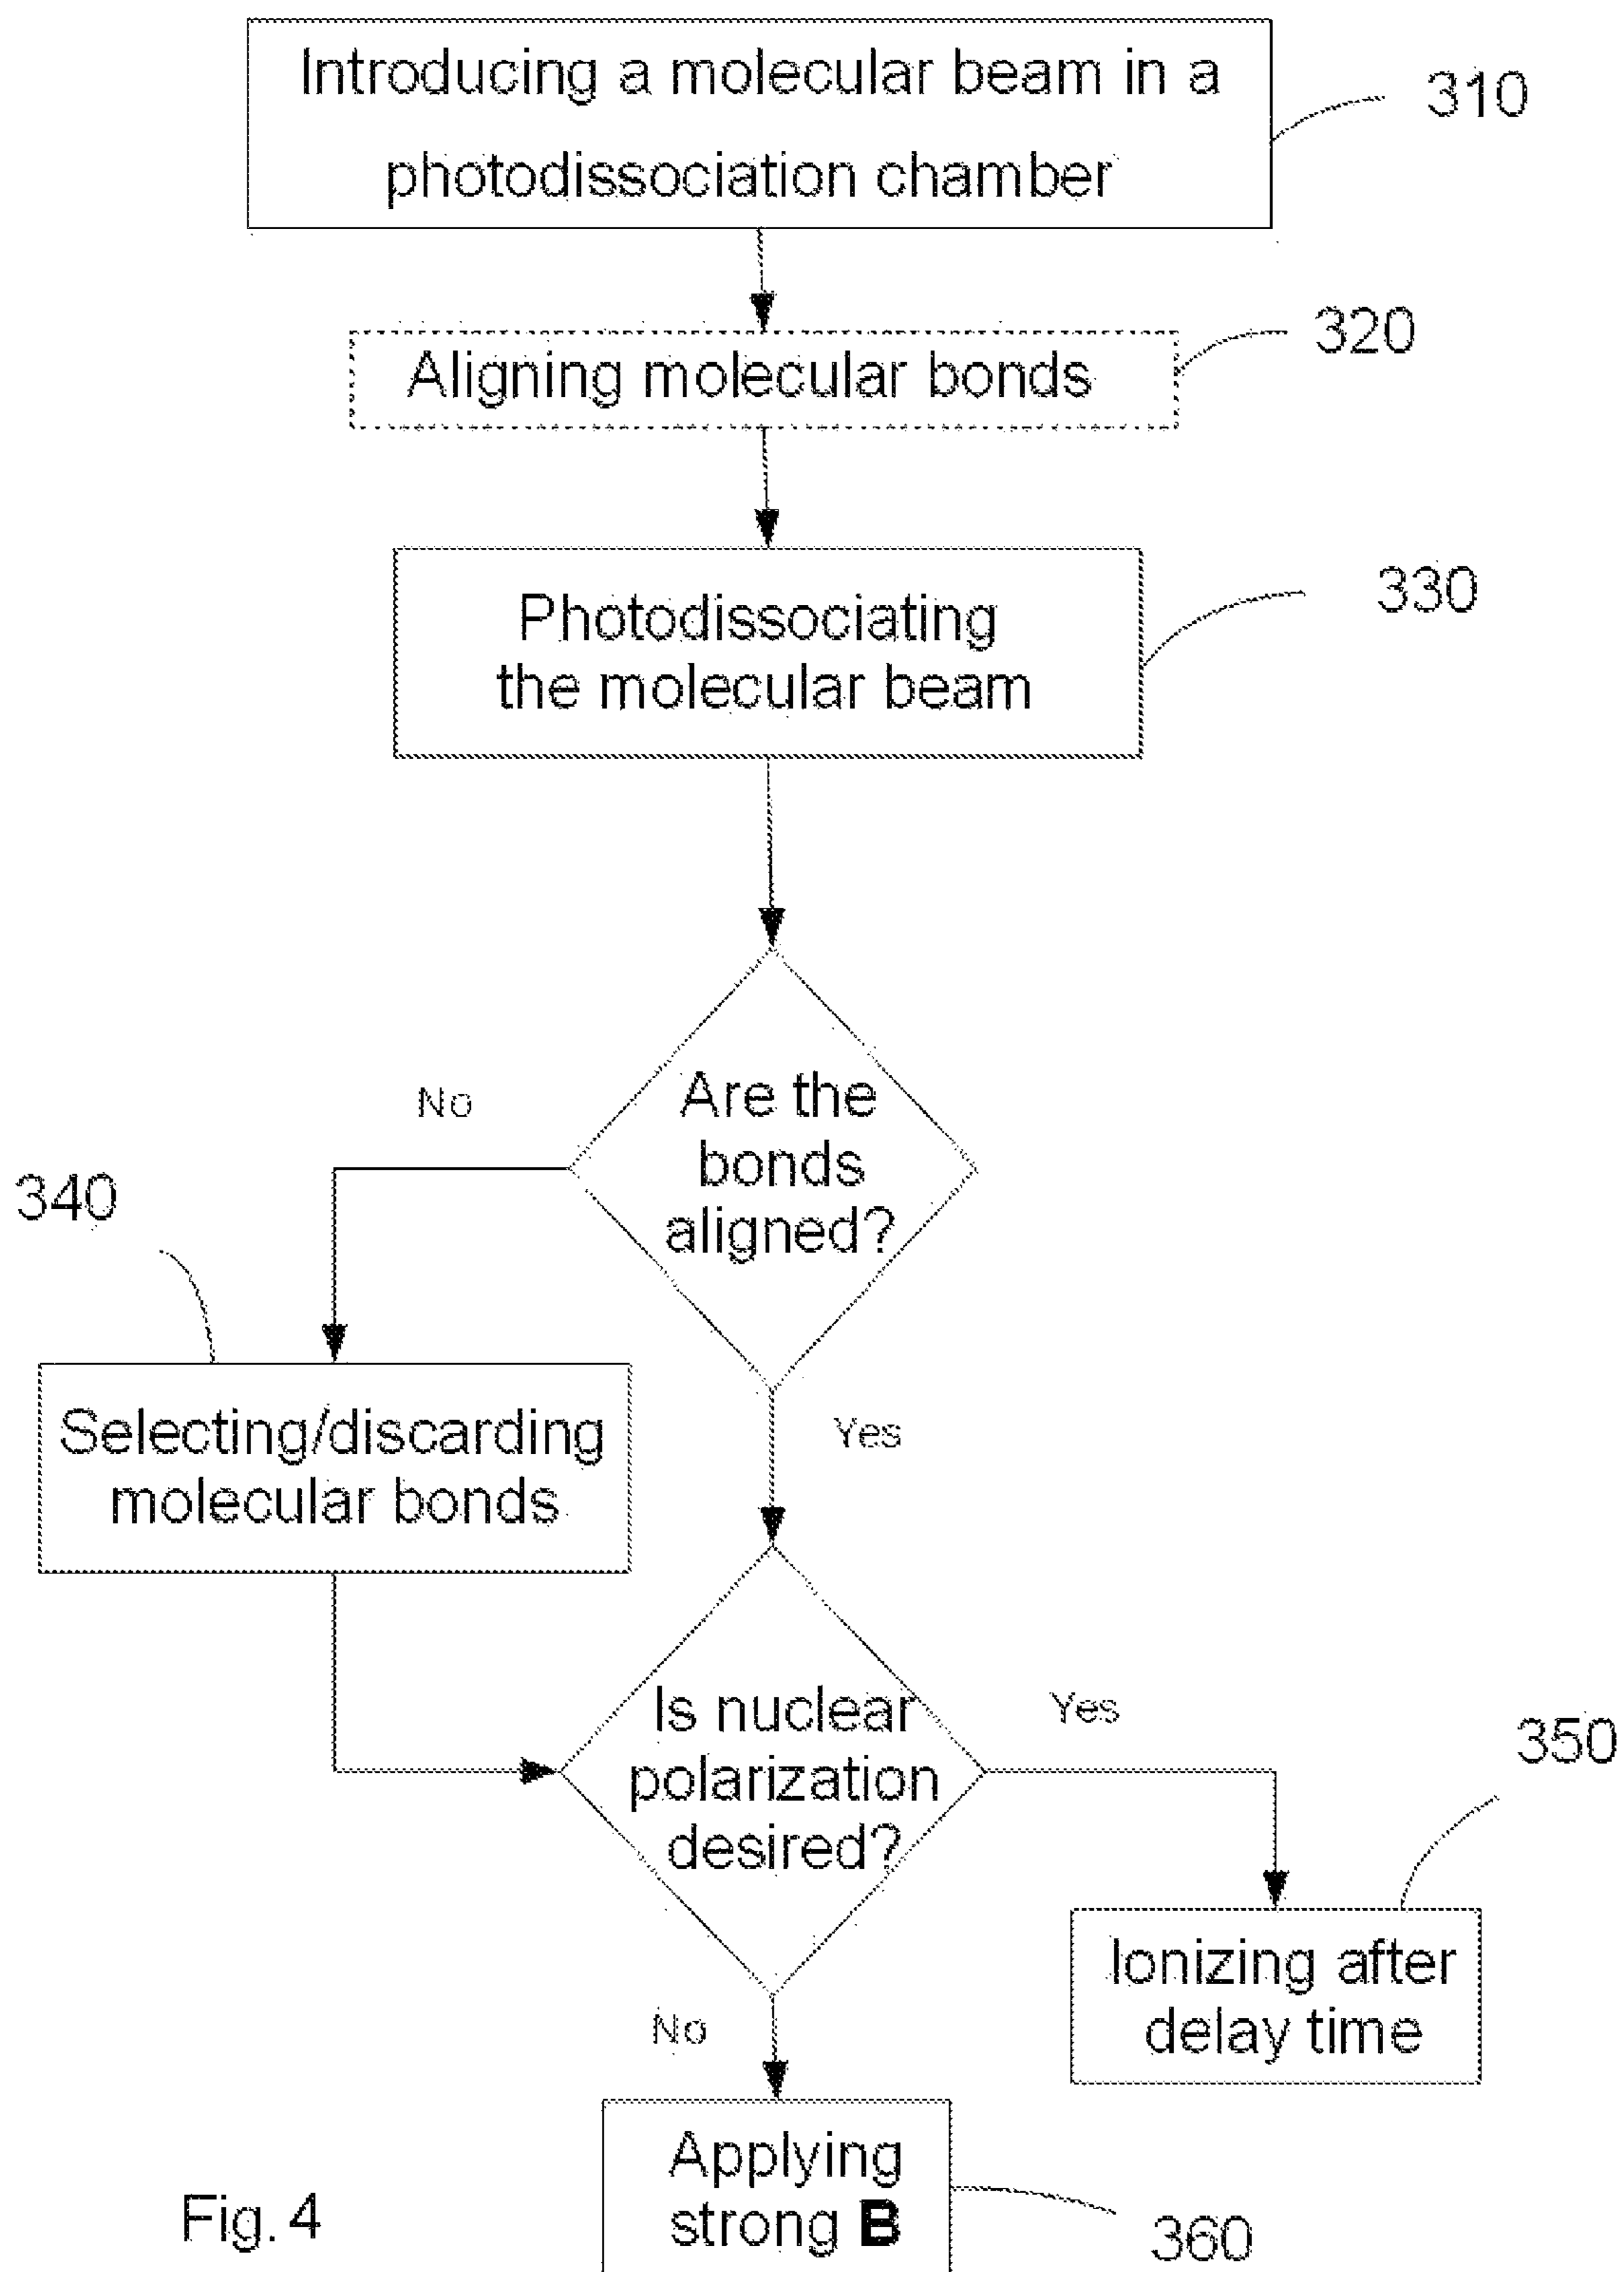 Introducing a molecular beam in a
photodissociation chamber
310
Aligning molecular bonds
320
Photodissociating
the molecular beam
330
Are the
bonds
aligned?
No
Yes
340
Selecting/discarding
molecular bonds
Is nuclear
polarization
desired?
Yes
No
350
Ionizing after
delay time
Applying
strong B
360
Fig. 4